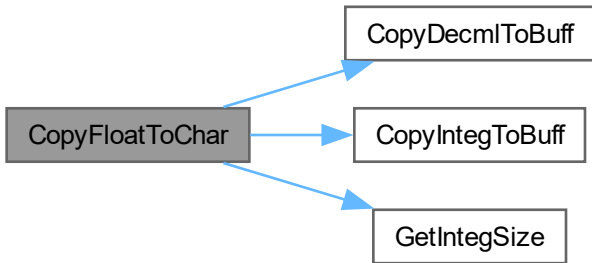 CopyDecmlToBuff
CopyFloatToChar
CopyIntegToBuff
GetIntegSize